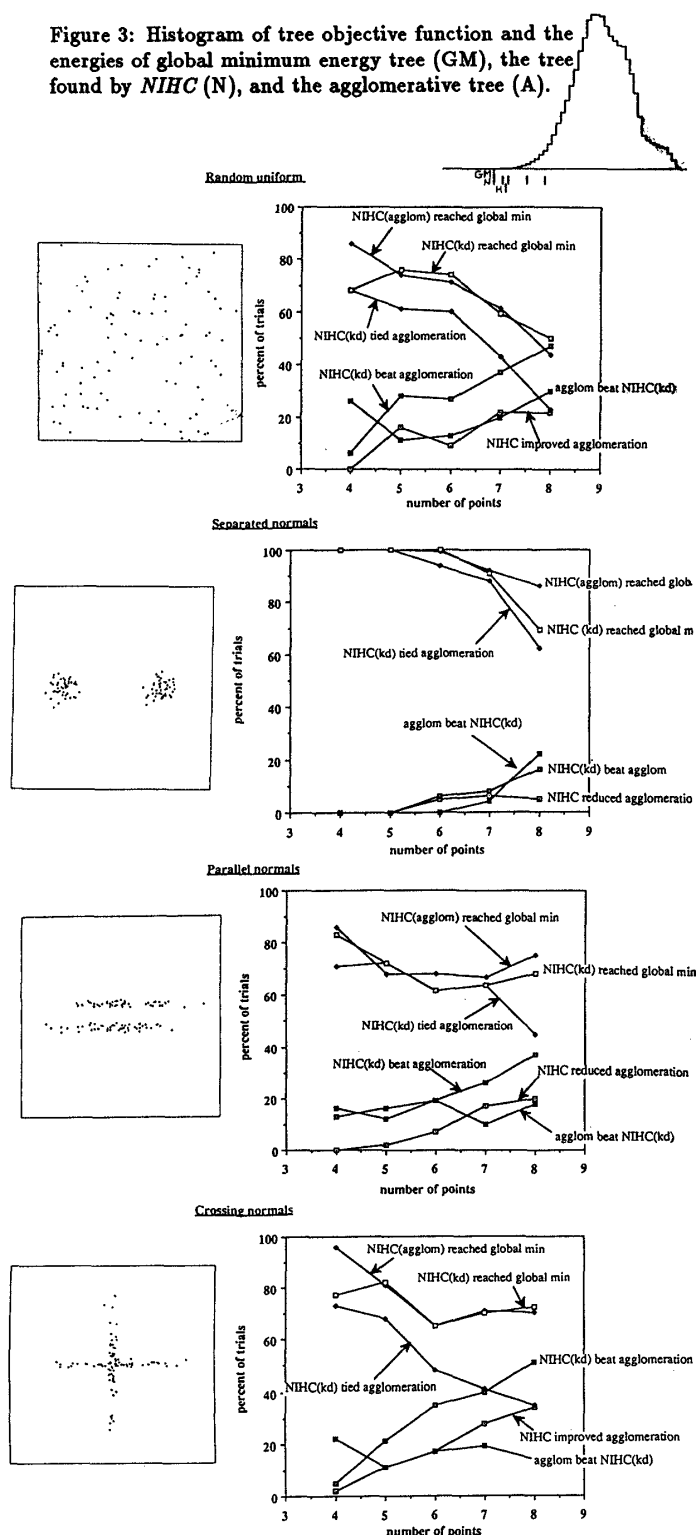 Figure 3: Histogram of tree objective function and the
energies of global minimum energy tree (GM), the tree
found by NIHC (N), and the agglomerative tree (A).
GM
N
H
Random uniform
percent of trials
100
80
60
40
20
0
NIHC(agglom) reached global min
NIHC(kd) reached global min
NIHC(kd) tied agglomeration
NIHC(kd) beat agglomeration
agglom beat NIHC(kd)
NIHC improved agglomeration
3 4 5 6 7 8 9
number of points
Separated normals
percent of trials
100
80
60
40
20
0
NIHC(agglom) reached glob
NIHC (kd) reached global m
NIHC(kd) tied agglomeration
agglom beat NIHC(kd)
NIHC(kd) beat agglom
NIHC reduced agglomeratio
3 4 5 6 7 8 9
number of points
Parallel normals
percent of trials
100
80
60
40
20
0
NIHC(agglom) reached global min
NIHC(kd) reached global min
NIHC(kd) tied agglomeration
NIHC(kd) beat agglomeration
NIHC reduced agglomeration
agglom beat NIHC(kd)
3 4 5 6 7 8 9
number of points
Crossing normals
percent of trials
100
80
60
40
20
0
NIHC(agglom) reached global min
NIHC(kd) reached global min
NIHC(kd) beat agglomeration
NIHC(kd) tied agglomeration
NIHC improved agglomeration
agglom beat NIHC(kd)
3 4 5 6 7 8 9
number of points